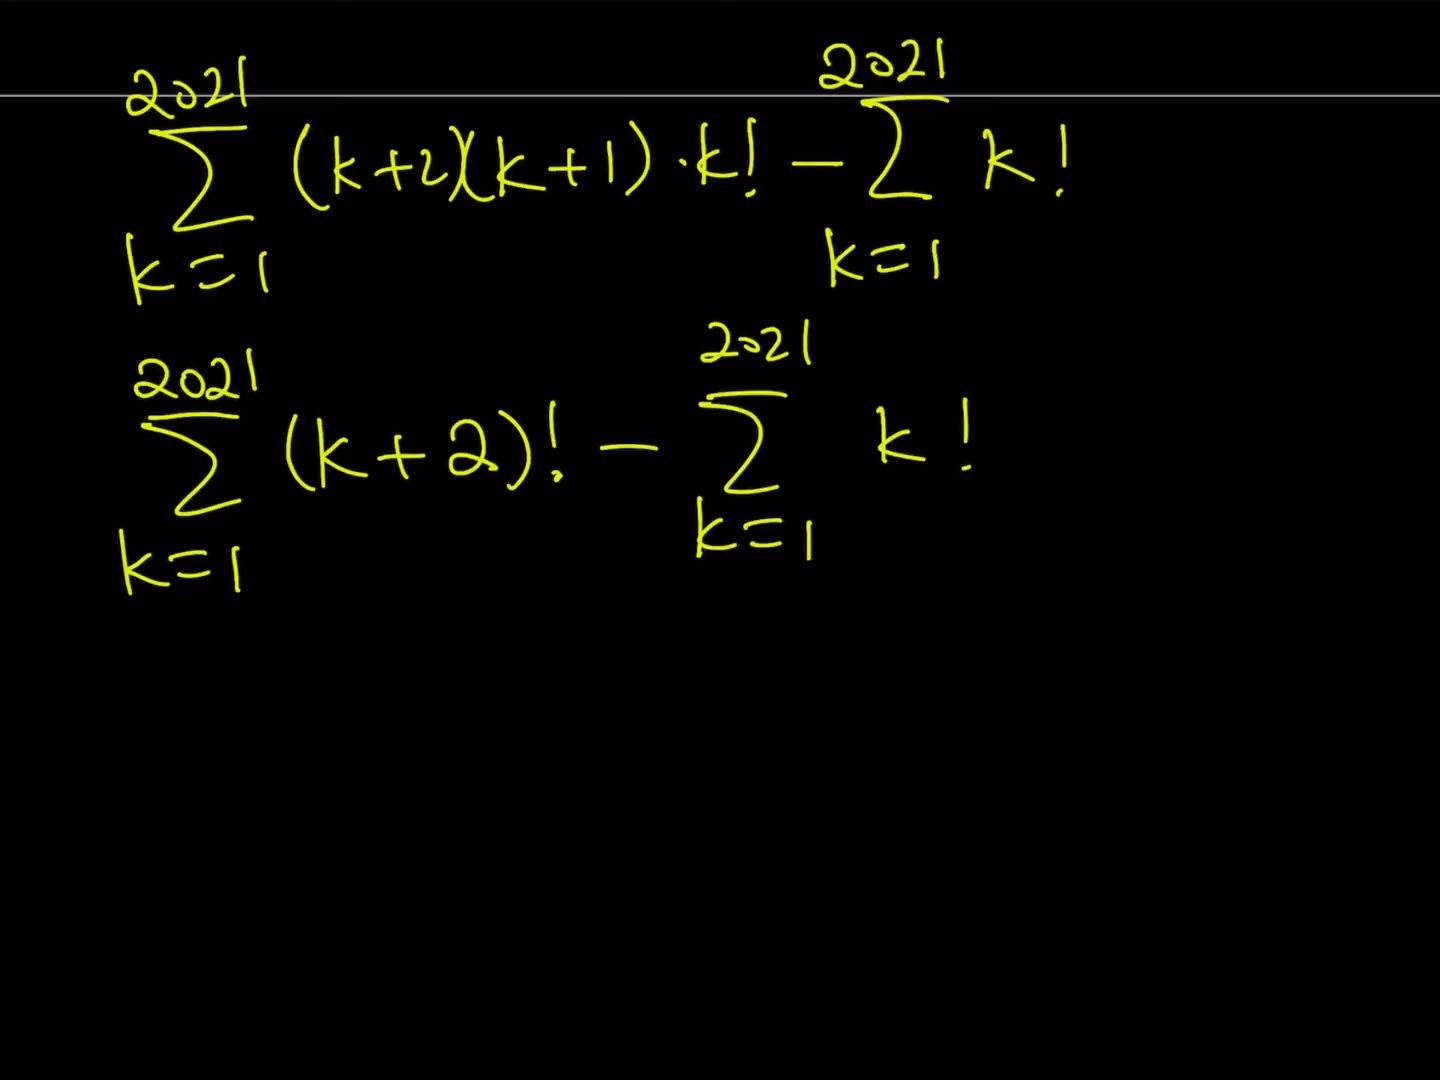 2021 2021
∑ (k+2)(k+1)·k! − ∑ k!
k=1 k=1
2021 2021
∑ (k+2)! − ∑ k!
k=1 k=1